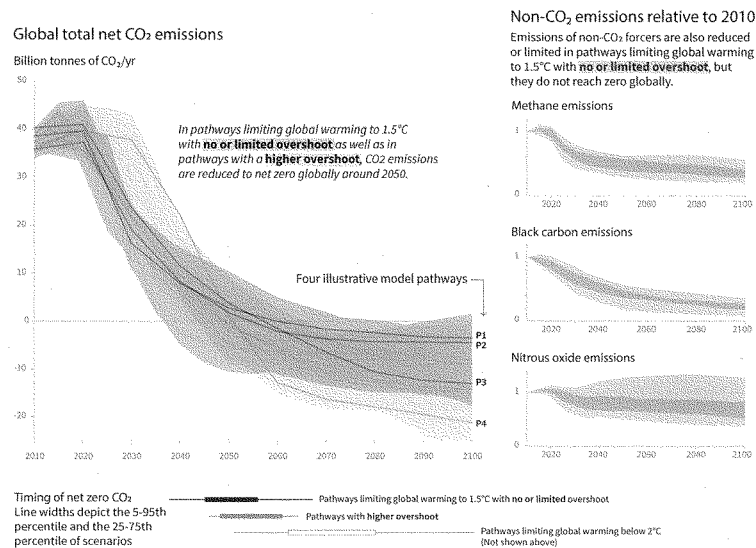 Global total net CO₂ emissions
Billion tonnes of CO₂/yr
50
40
30
20
10
0
-10
-20
2010
2020
2030
2040
2050
2060
2070
2080
2090
2100
In pathways limiting global warming to 1.5°C
with no or limited overshoot as well as in
pathways with a higher overshoot, CO2 emissions
are reduced to net zero globally around 2050.
Four illustrative model pathways
P1
P2
P3
P4
Non-CO₂ emissions relative to 2010
Emissions of non-CO₂ forcers are also reduced
or limited in pathways limiting global warming
to 1.5°C with no or limited overshoot, but
they do not reach zero globally.
Methane emissions
1
0
2020
2040
2060
2080
2100
Black carbon emissions
1
0
2020
2040
2060
2080
2100
Nitrous oxide emissions
1
0
2020
2040
2060
2080
2100
Timing of net zero CO₂
Line widths depict the 5-95th
percentile and the 25-75th
percentile of scenarios
Pathways limiting global warming to 1.5°C with no or limited overshoot
Pathways with higher overshoot
Pathways limiting global warming below 2°C
(Not shown above)